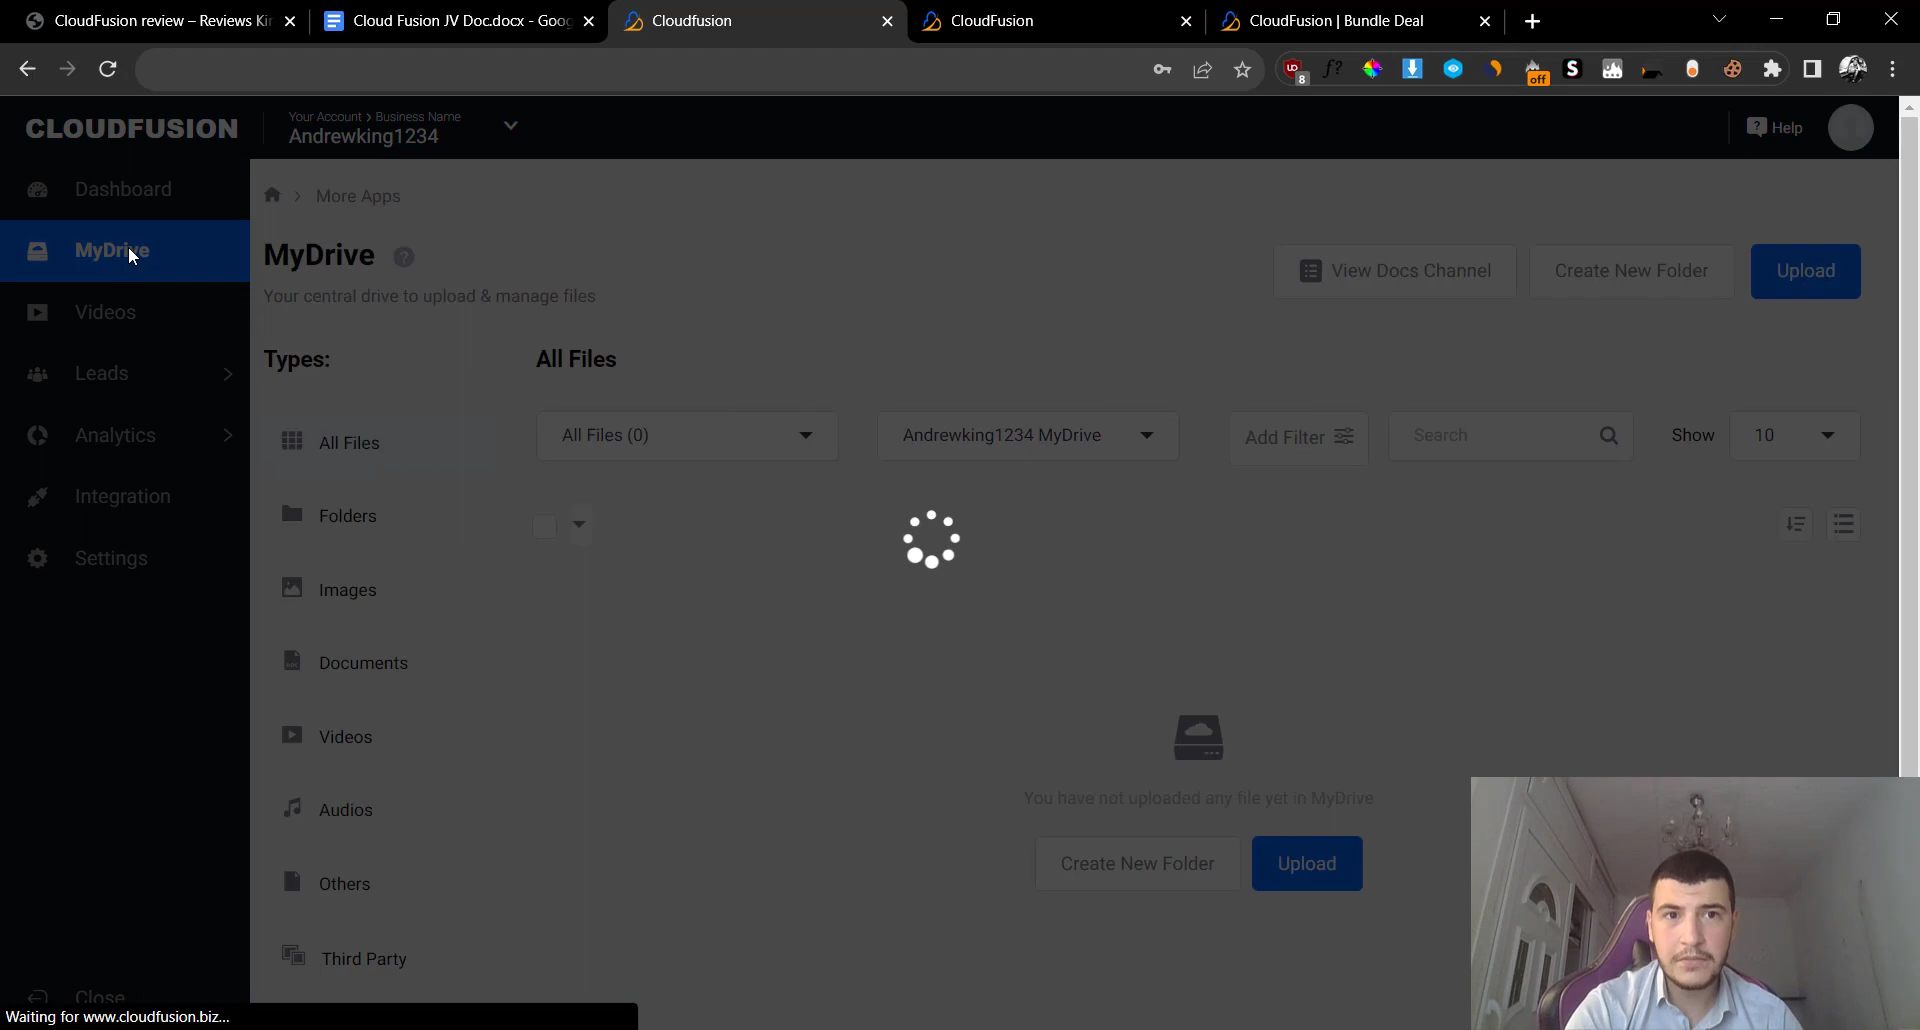 CloudFusion review – Reviews Kin
Cloud Fusion JV Doc.docx - Goog
Cloudfusion
CloudFusion
CloudFusion | Bundle Deal
8
f?
off
S
CLOUDFUSION
Your Account > Business Name
Andrewking1234
? Help
Dashboard
MyDrive
Videos
Leads
Analytics
Integration
Settings
Close
More Apps
MyDrive ?
Your central drive to upload & manage files
View Docs Channel
Create New Folder
Upload
Types:
All Files
Folders
Images
Documents
Videos
Audios
Others
Third Party
All Files
All Files (0)
Andrewking1234 MyDrive
Add Filter
Search
Show
10
You have not uploaded any file yet in MyDrive
Create New Folder
Upload
Waiting for www.cloudfusion.biz...